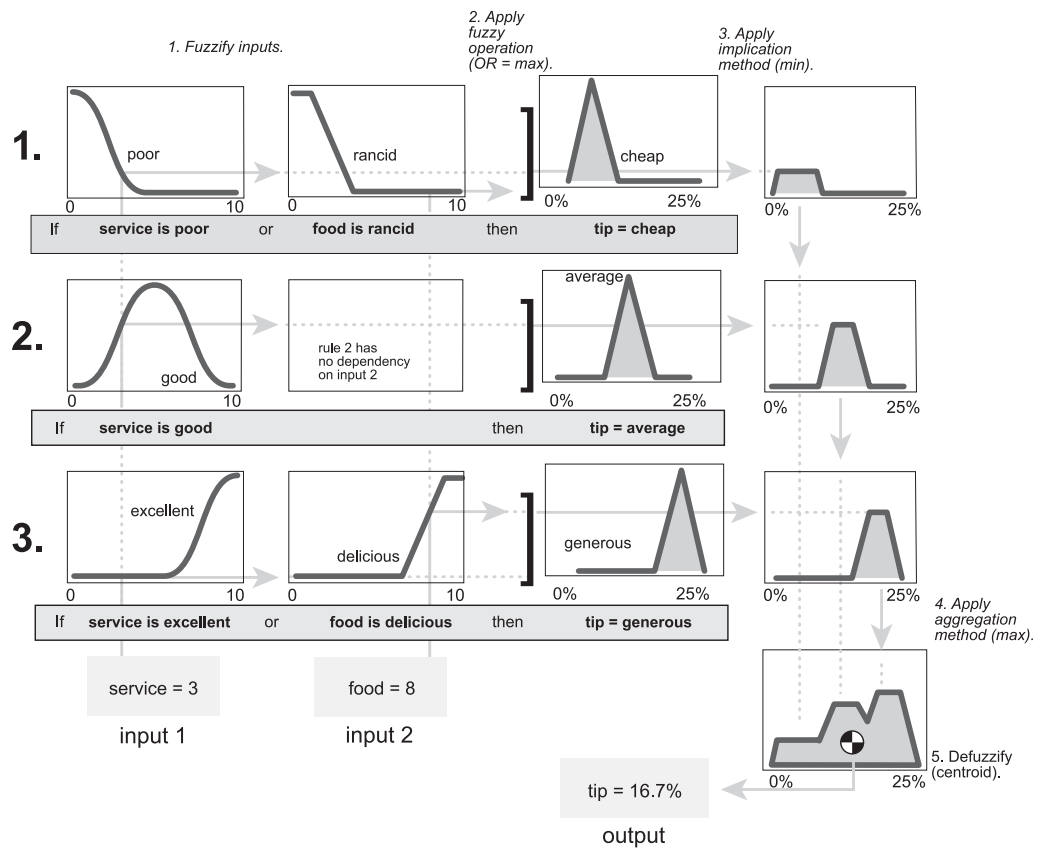 1. Fuzzify inputs.
2. Apply
fuzzy
operation
(OR = max).
3. Apply
implication
method (min).
1.
poor
0
10
rancid
0
10
cheap
0%
25%
0%
25%
If service is poor or food is rancid then tip = cheap
2.
good
0
10
rule 2 has
no dependency
on input 2
average
0%
25%
0%
25%
If service is good then tip = average
3.
excellent
0
10
delicious
0
10
generous
0%
25%
0%
25%
If service is excellent or food is delicious then tip = generous
4. Apply
aggregation
method (max).
service = 3
input 1
food = 8
input 2
0%
25%
5. Defuzzify
(centroid).
tip = 16.7%
output